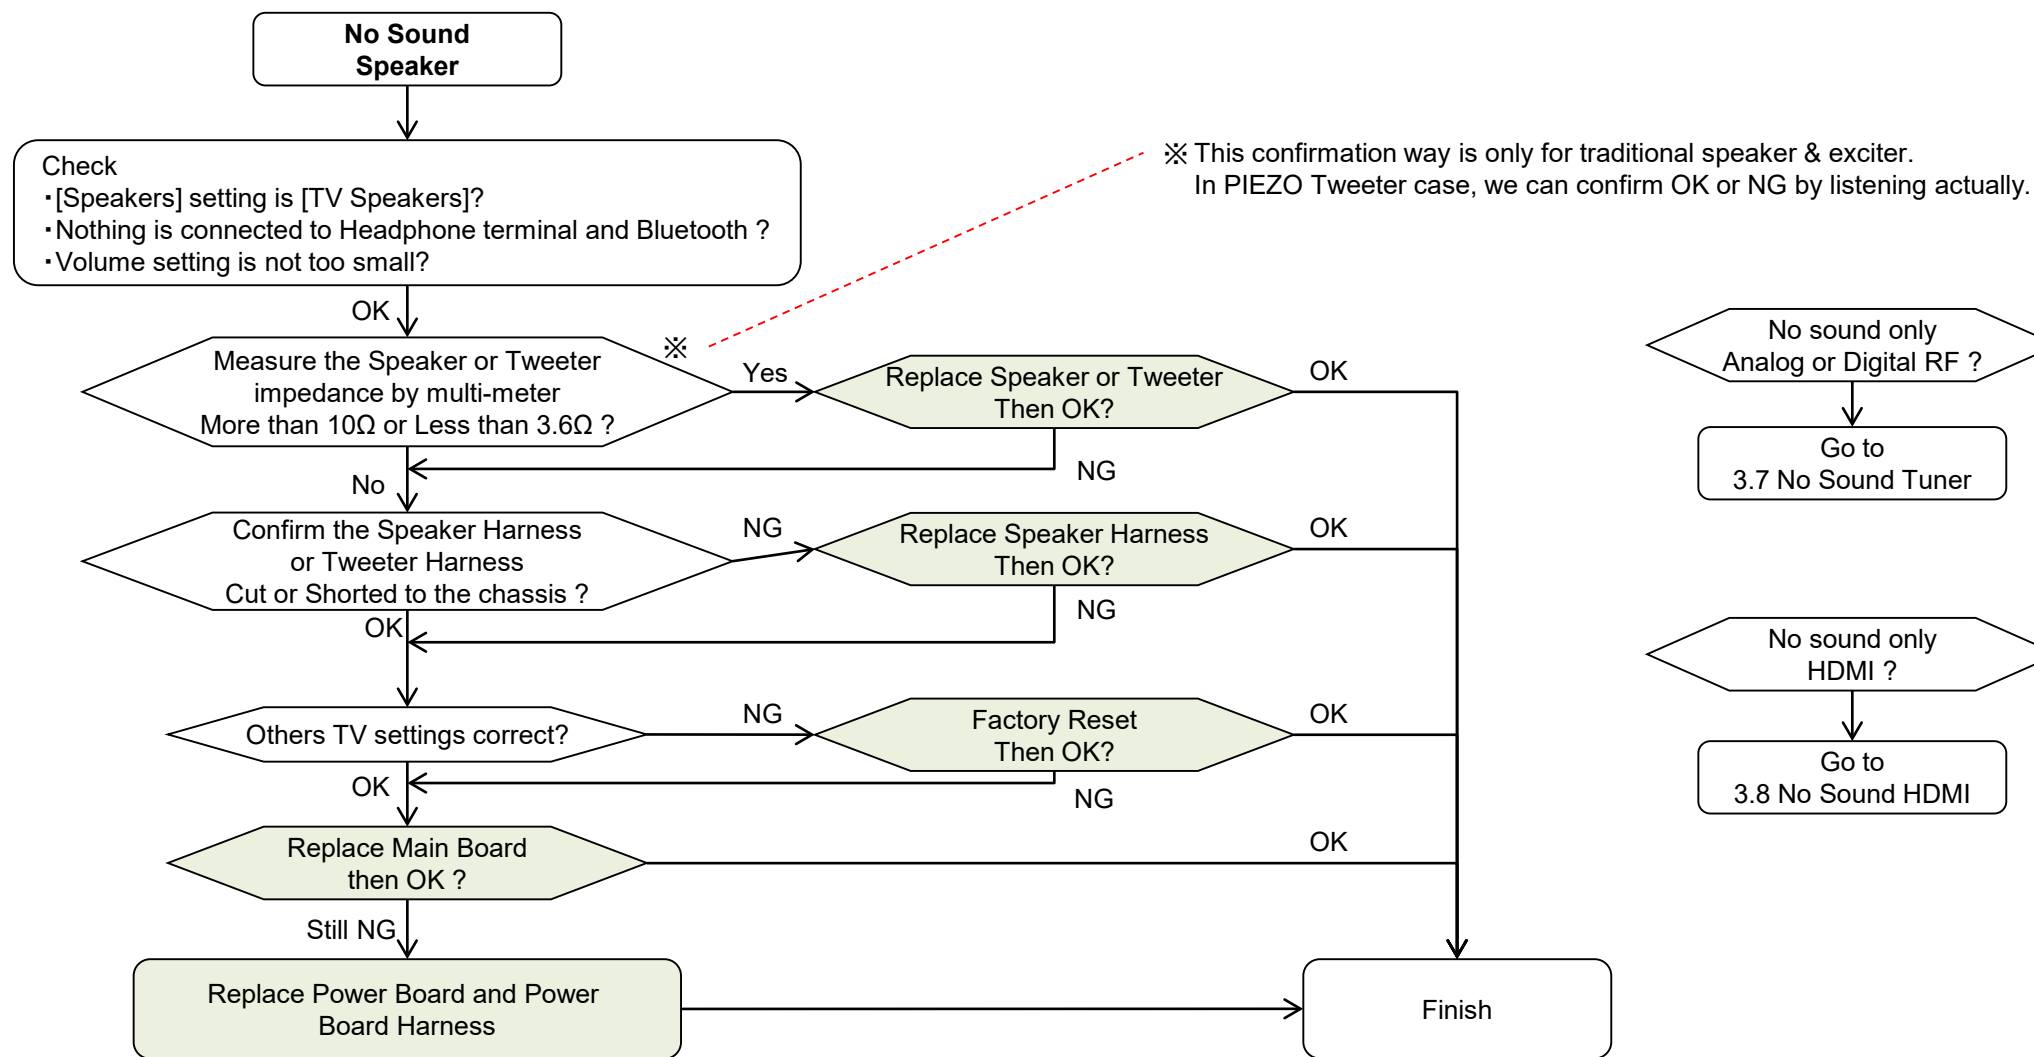 No Sound
Speaker
Check
・[Speakers] setting is [TV Speakers]?
・Nothing is connected to Headphone terminal and Bluetooth ?
・Volume setting is not too small?
※ This confirmation way is only for traditional speaker & exciter.
In PIEZO Tweeter case, we can confirm OK or NG by listening actually.
OK
Measure the Speaker or Tweeter
impedance by multi-meter
More than 10Ω or Less than 3.6Ω ?
※
Yes
Replace Speaker or Tweeter
Then OK?
OK
NG
No
Confirm the Speaker Harness
or Tweeter Harness
Cut or Shorted to the chassis ?
NG
Replace Speaker Harness
Then OK?
OK
NG
OK
Others TV settings correct?
NG
Factory Reset
Then OK?
OK
NG
OK
Replace Main Board
then OK ?
OK
Still NG
Replace Power Board and Power
Board Harness
Finish
No sound only
Analog or Digital RF ?
Go to
3.7 No Sound Tuner
No sound only
HDMI ?
Go to
3.8 No Sound HDMI